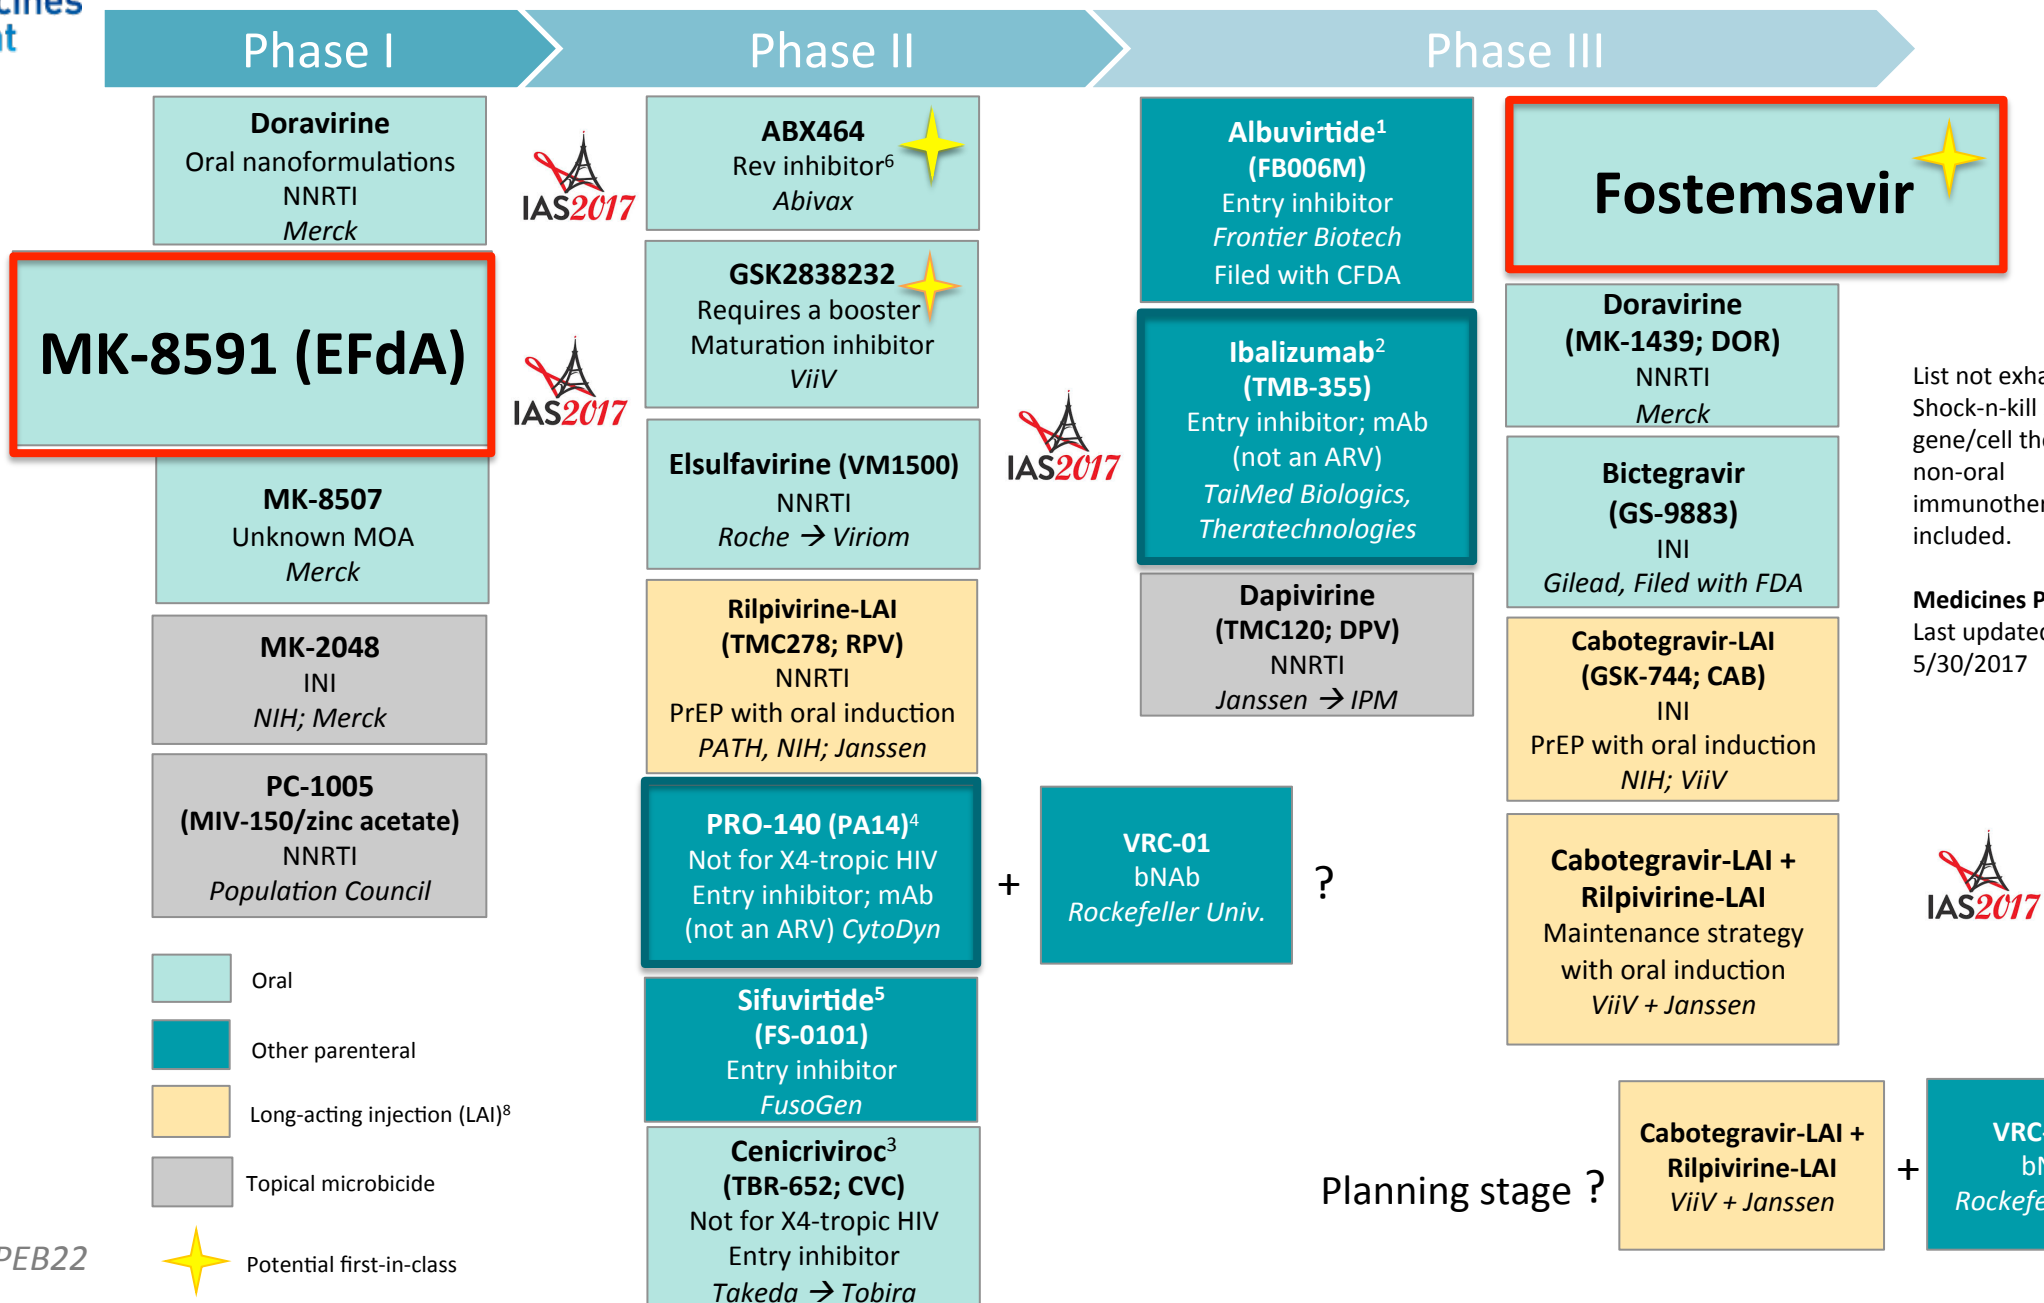 Phase I
Phase II
Phase III
Doravirine
Oral nanoformulations
NNRTI
Merck
MK-8591 (EFdA)
MK-8507
Unknown MOA
Merck
MK-2048
INI
NIH; Merck
PC-1005
(MIV-150/zinc acetate)
NNRTI
Population Council
Oral
Other parenteral
Long-acting injection (LAI)8
Topical microbicide
Potential first-in-class
PEB22
IAS2017
IAS2017
ABX464
Rev inhibitor6
Abivax
GSK2838232
Requires a booster
Maturation inhibitor
ViiV
Elsulfavirine (VM1500)
NNRTI
Roche → Viriom
Rilpivirine-LAI
(TMC278; RPV)
NNRTI
PrEP with oral induction
PATH, NIH; Janssen
PRO-140 (PA14)4
Not for X4-tropic HIV
Entry inhibitor; mAb
(not an ARV) CytoDyn
+
VRC-01
bNAb
Rockefeller Univ.
?
Sifuvirtide5
(FS-0101)
Entry inhibitor
FusoGen
Cenicriviroc3
(TBR-652; CVC)
Not for X4-tropic HIV
Entry inhibitor
Takeda → Tobira
IAS2017
Albuvirtide1
(FB006M)
Entry inhibitor
Frontier Biotech
Filed with CFDA
Ibalizumab2
(TMB-355)
Entry inhibitor; mAb
(not an ARV)
TaiMed Biologics,
Theratechnologies
Dapivirine
(TMC120; DPV)
NNRTI
Janssen → IPM
Fostemsavir
Doravirine
(MK-1439; DOR)
NNRTI
Merck
Bictegravir
(GS-9883)
INI
Gilead, Filed with FDA
Cabotegravir-LAI
(GSK-744; CAB)
INI
PrEP with oral induction
NIH; ViiV
Cabotegravir-LAI +
Rilpivirine-LAI
Maintenance strategy
with oral induction
ViiV + Janssen
IAS2017
Planning stage ?
Cabotegravir-LAI +
Rilpivirine-LAI
ViiV + Janssen
+
List not
Shock-n-kill
gene/cell
non-oral
included.
Medicines
Last updated
5/30/2017